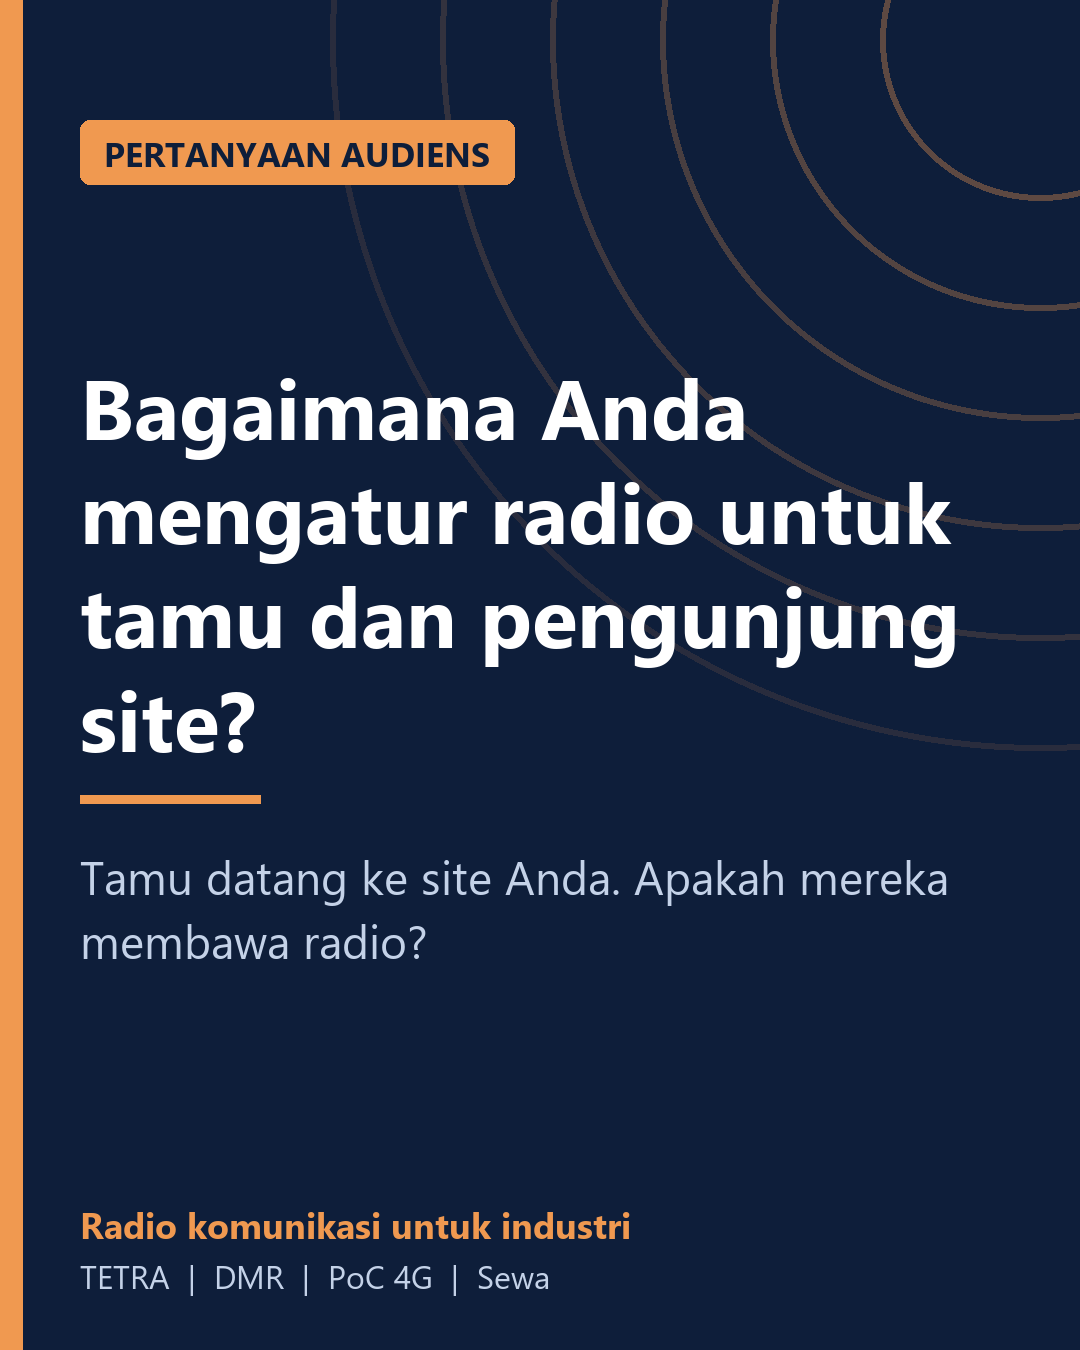 PERTANYAAN AUDIENS
Bagaimana Anda
mengatur radio untuk
tamu dan pengunjung
site?
Tamu datang ke site Anda. Apakah mereka
membawa radio?
Radio komunikasi untuk industri
TETRA | DMR | PoC 4G | Sewa